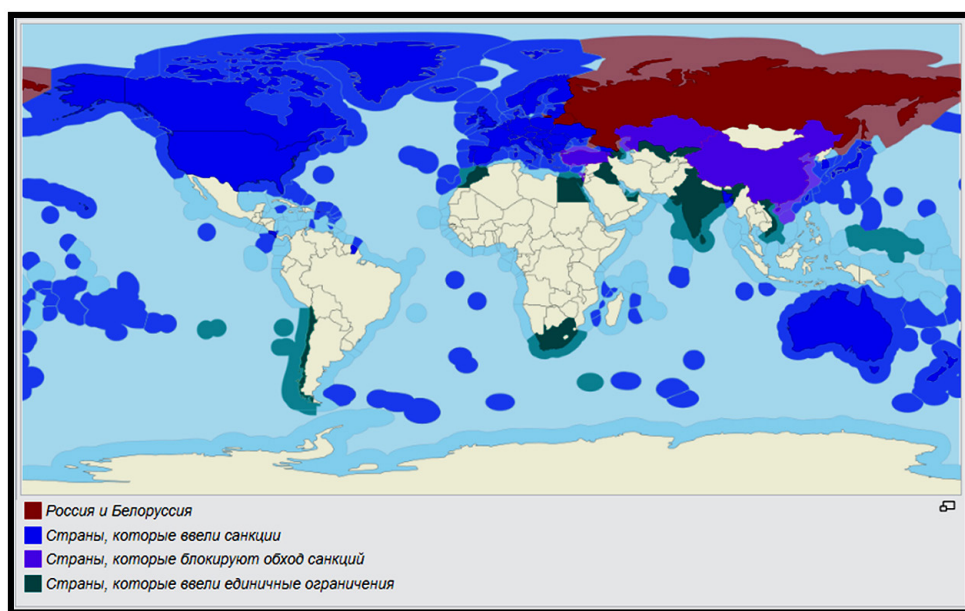 Россия и Белоруссия
Страны, которые ввели санкции
Страны, которые блокируют обход санкций
Страны, которые ввели единичные ограничения